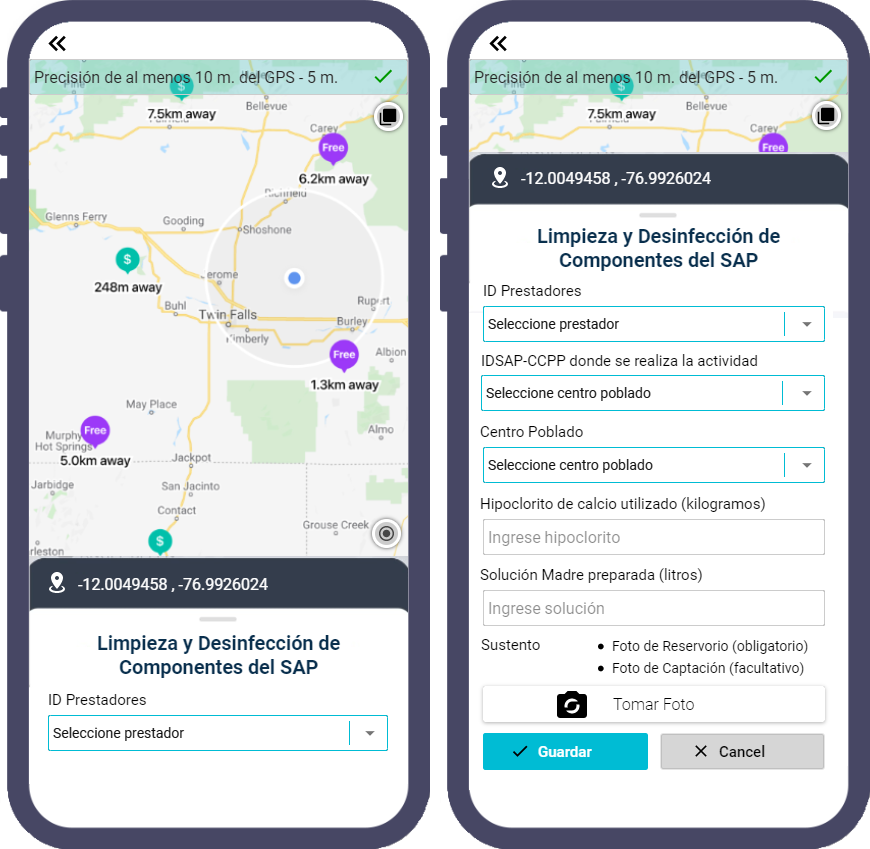 Precisión de al menos 10 m. del GPS - 5 m.
$
7.5km away
Bellevue
Carey
Free
6.2km away
Richfield
Glenns Ferry
Gooding
Shoshone
$
248m away
Jerome
Buhl
Twin Falls
Rupert
Burley
Kimberly
Free
1.3km away
Albion
May Place
Free
Murphy
Hot Springs
5.0km away
Almo
Jackpot
Jarbidge
San Jacinto
Contact
Grouse Creek
$
rleston
-12.0049458 , -76.9926024
Limpieza y Desinfección de
Componentes del SAP
ID Prestadores
Seleccione prestador
Precisión de al menos 10 m. del GPS - 5 m.
$
7.5km away
Bellevue
Carey
Free
-12.0049458 , -76.9926024
Limpieza y Desinfección de
Componentes del SAP
ID Prestadores
Seleccione prestador
IDSAP-CCPP donde se realiza la actividad
Seleccione centro poblado
Centro Poblado
Seleccione centro poblado
Hipoclorito de calcio utilizado (kilogramos)
Ingrese hipoclorito
Solución Madre preparada (litros)
Ingrese solución
Sustento
• Foto de Reservorio (obligatorio)
• Foto de Captación (facultativo)
Tomar Foto
Guardar
Cancel